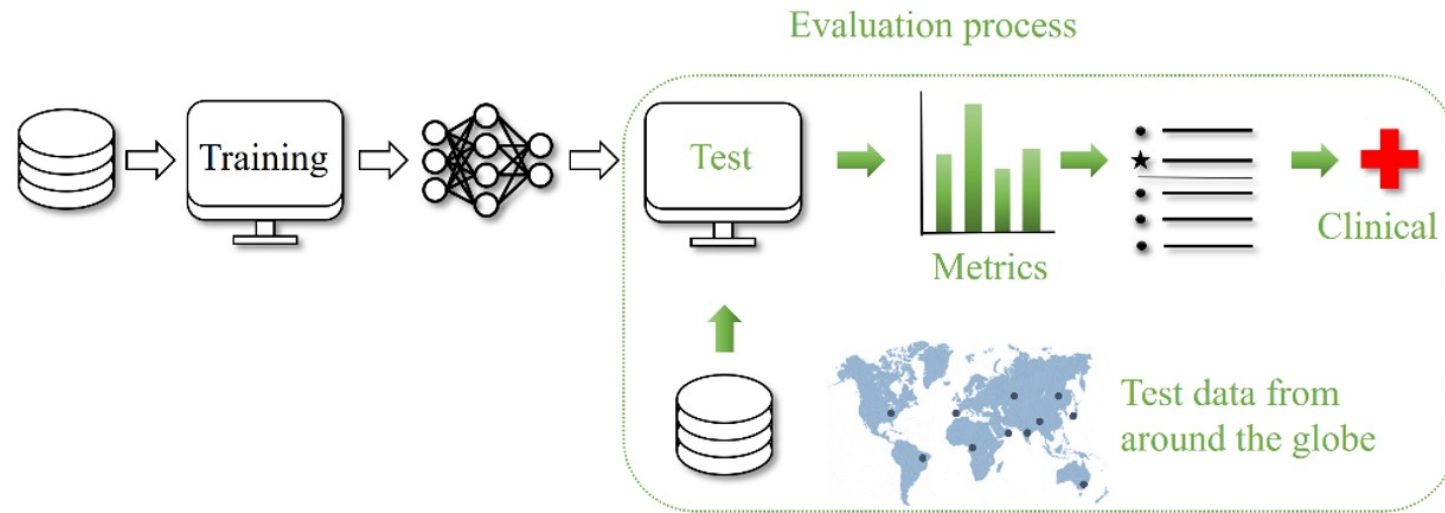 Evaluation process
Training
Test
Metrics
Clinical
Test data from
around the globe